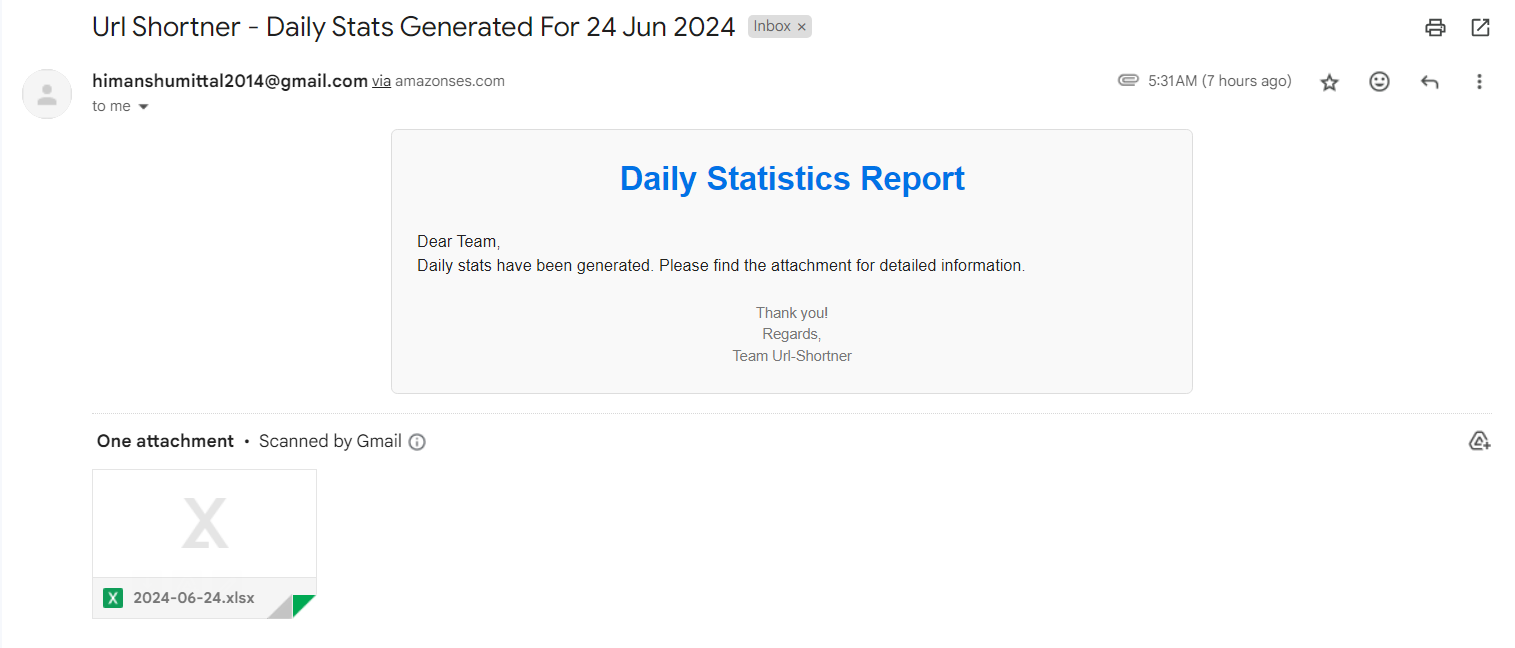 Url Shortner - Daily Stats Generated For 24 Jun 2024 Inbox ×
himanshumittal2014@gmail.com via amazonses.com 5:31 AM (7 hours ago)
to me
Daily Statistics Report
Dear Team,
Daily stats have been generated. Please find the attachment for detailed information.
Thank you!
Regards,
Team Url-Shortner
One attachment • Scanned by Gmail
X
X 2024-06-24.xlsx